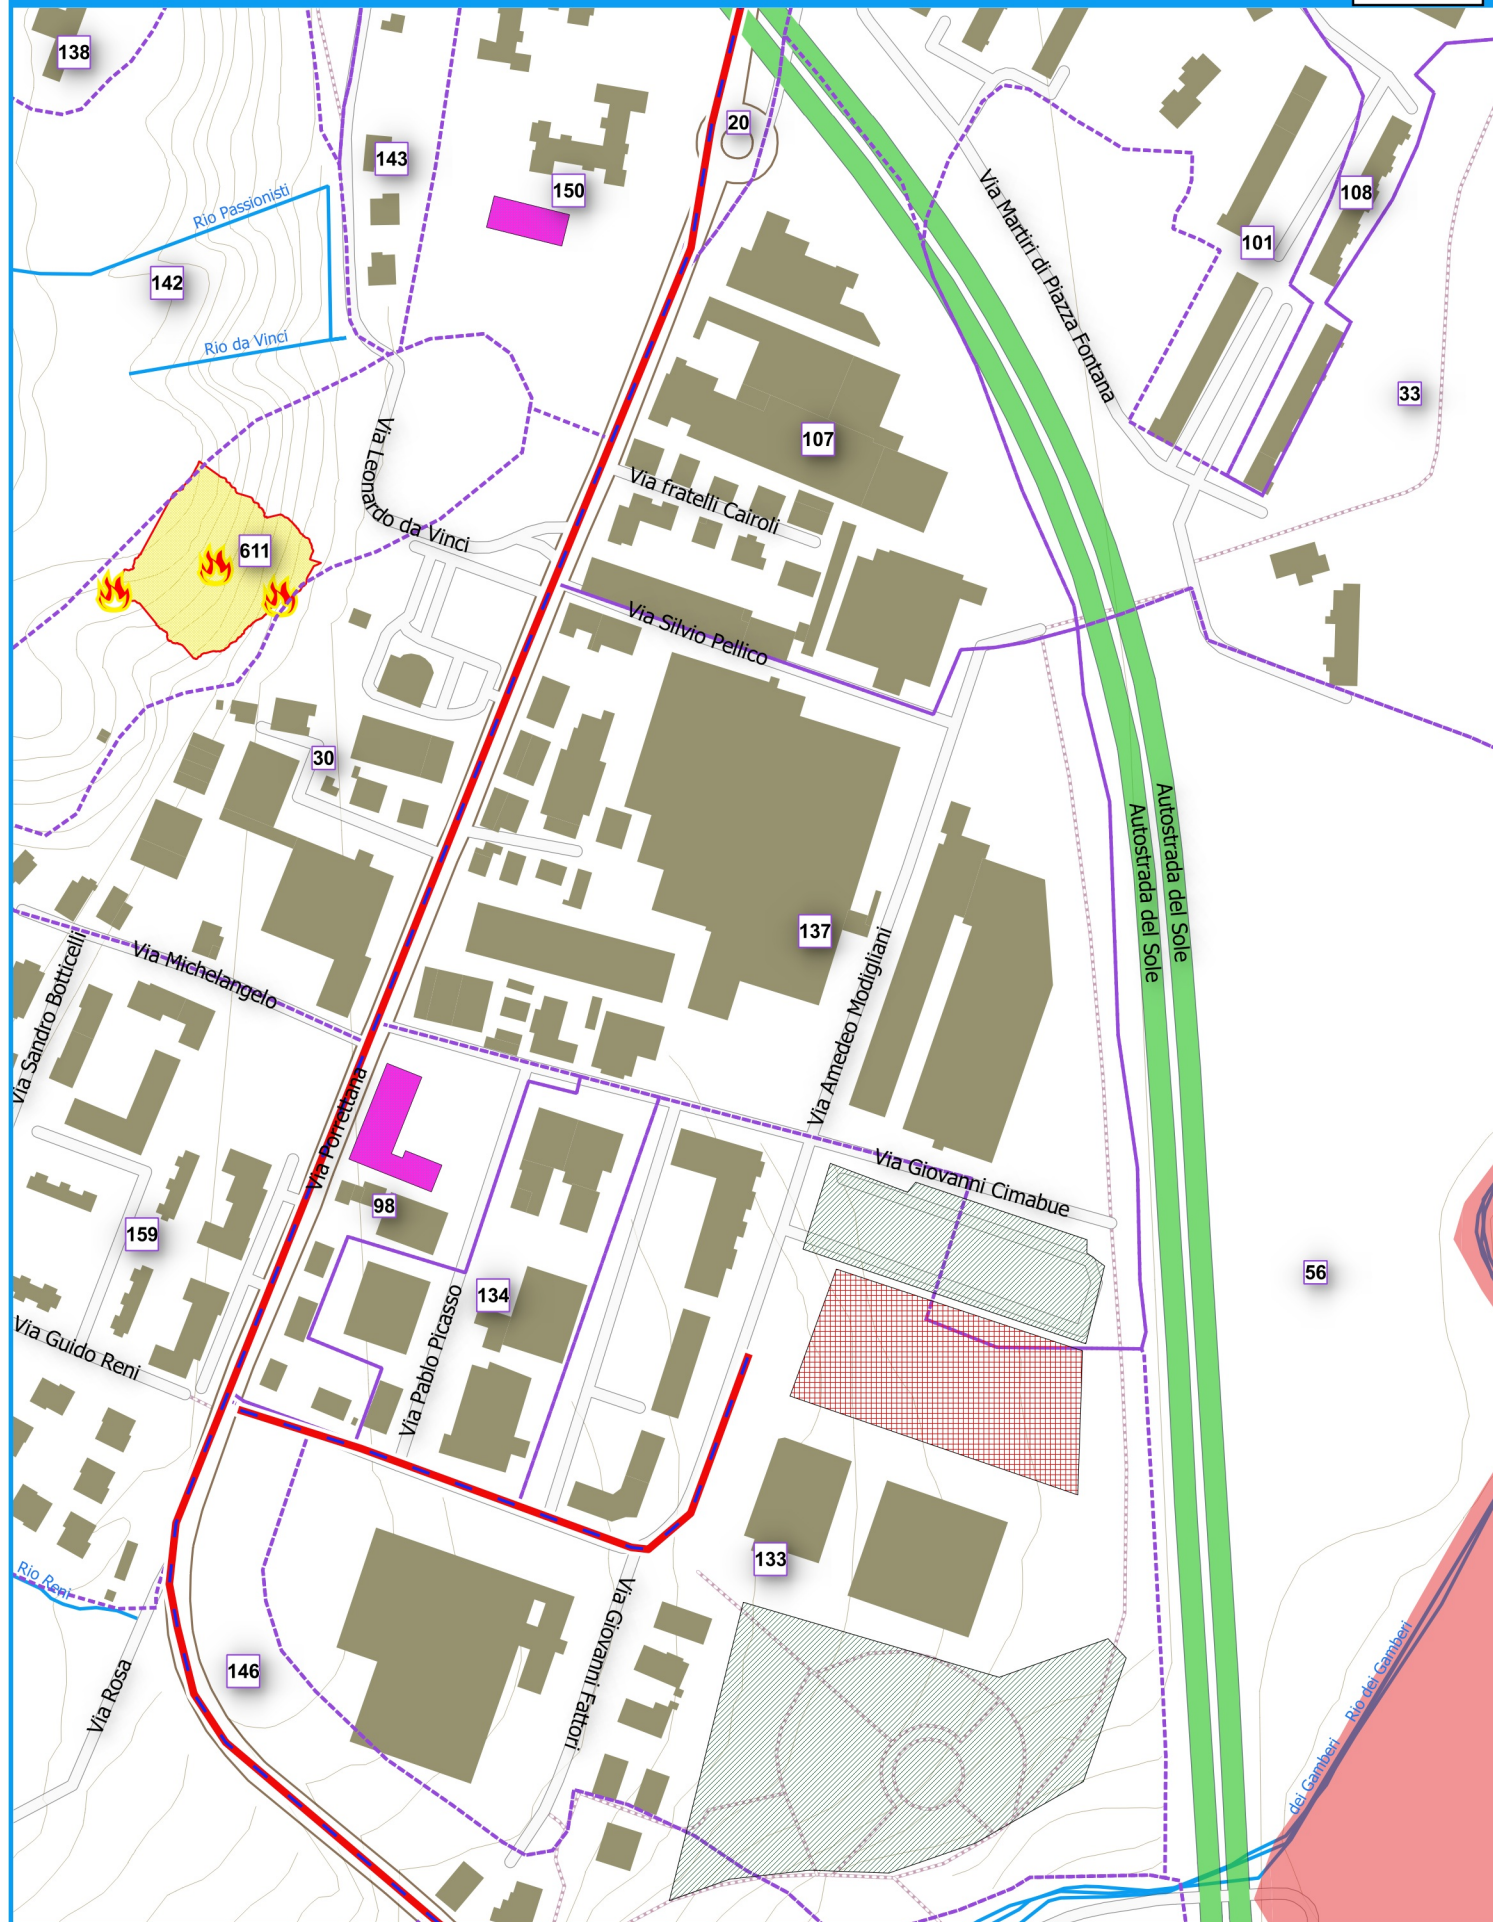 138
20
143
150
108
Rio Passionisti
Via Martiri di Piazza Fontana
101
142
Rio da Vinci
33
Via Leonardo da Vinci
107
Via fratelli Cairoli
611
Via Silvio Pellico
30
Autostrada del Sole
Autostrada del Sole
137
Via Michelangelo
Via Sandro Botticelli
Via Amedeo Modigliani
Via Porrettana
Via Giovanni Cimabue
98
159
56
134
Via Pablo Picasso
Via Guido Reni
133
Rio Reni
Via Giovanni Fattori
146
Via Rosa
Rio dei Gamberi
dei Gamberi